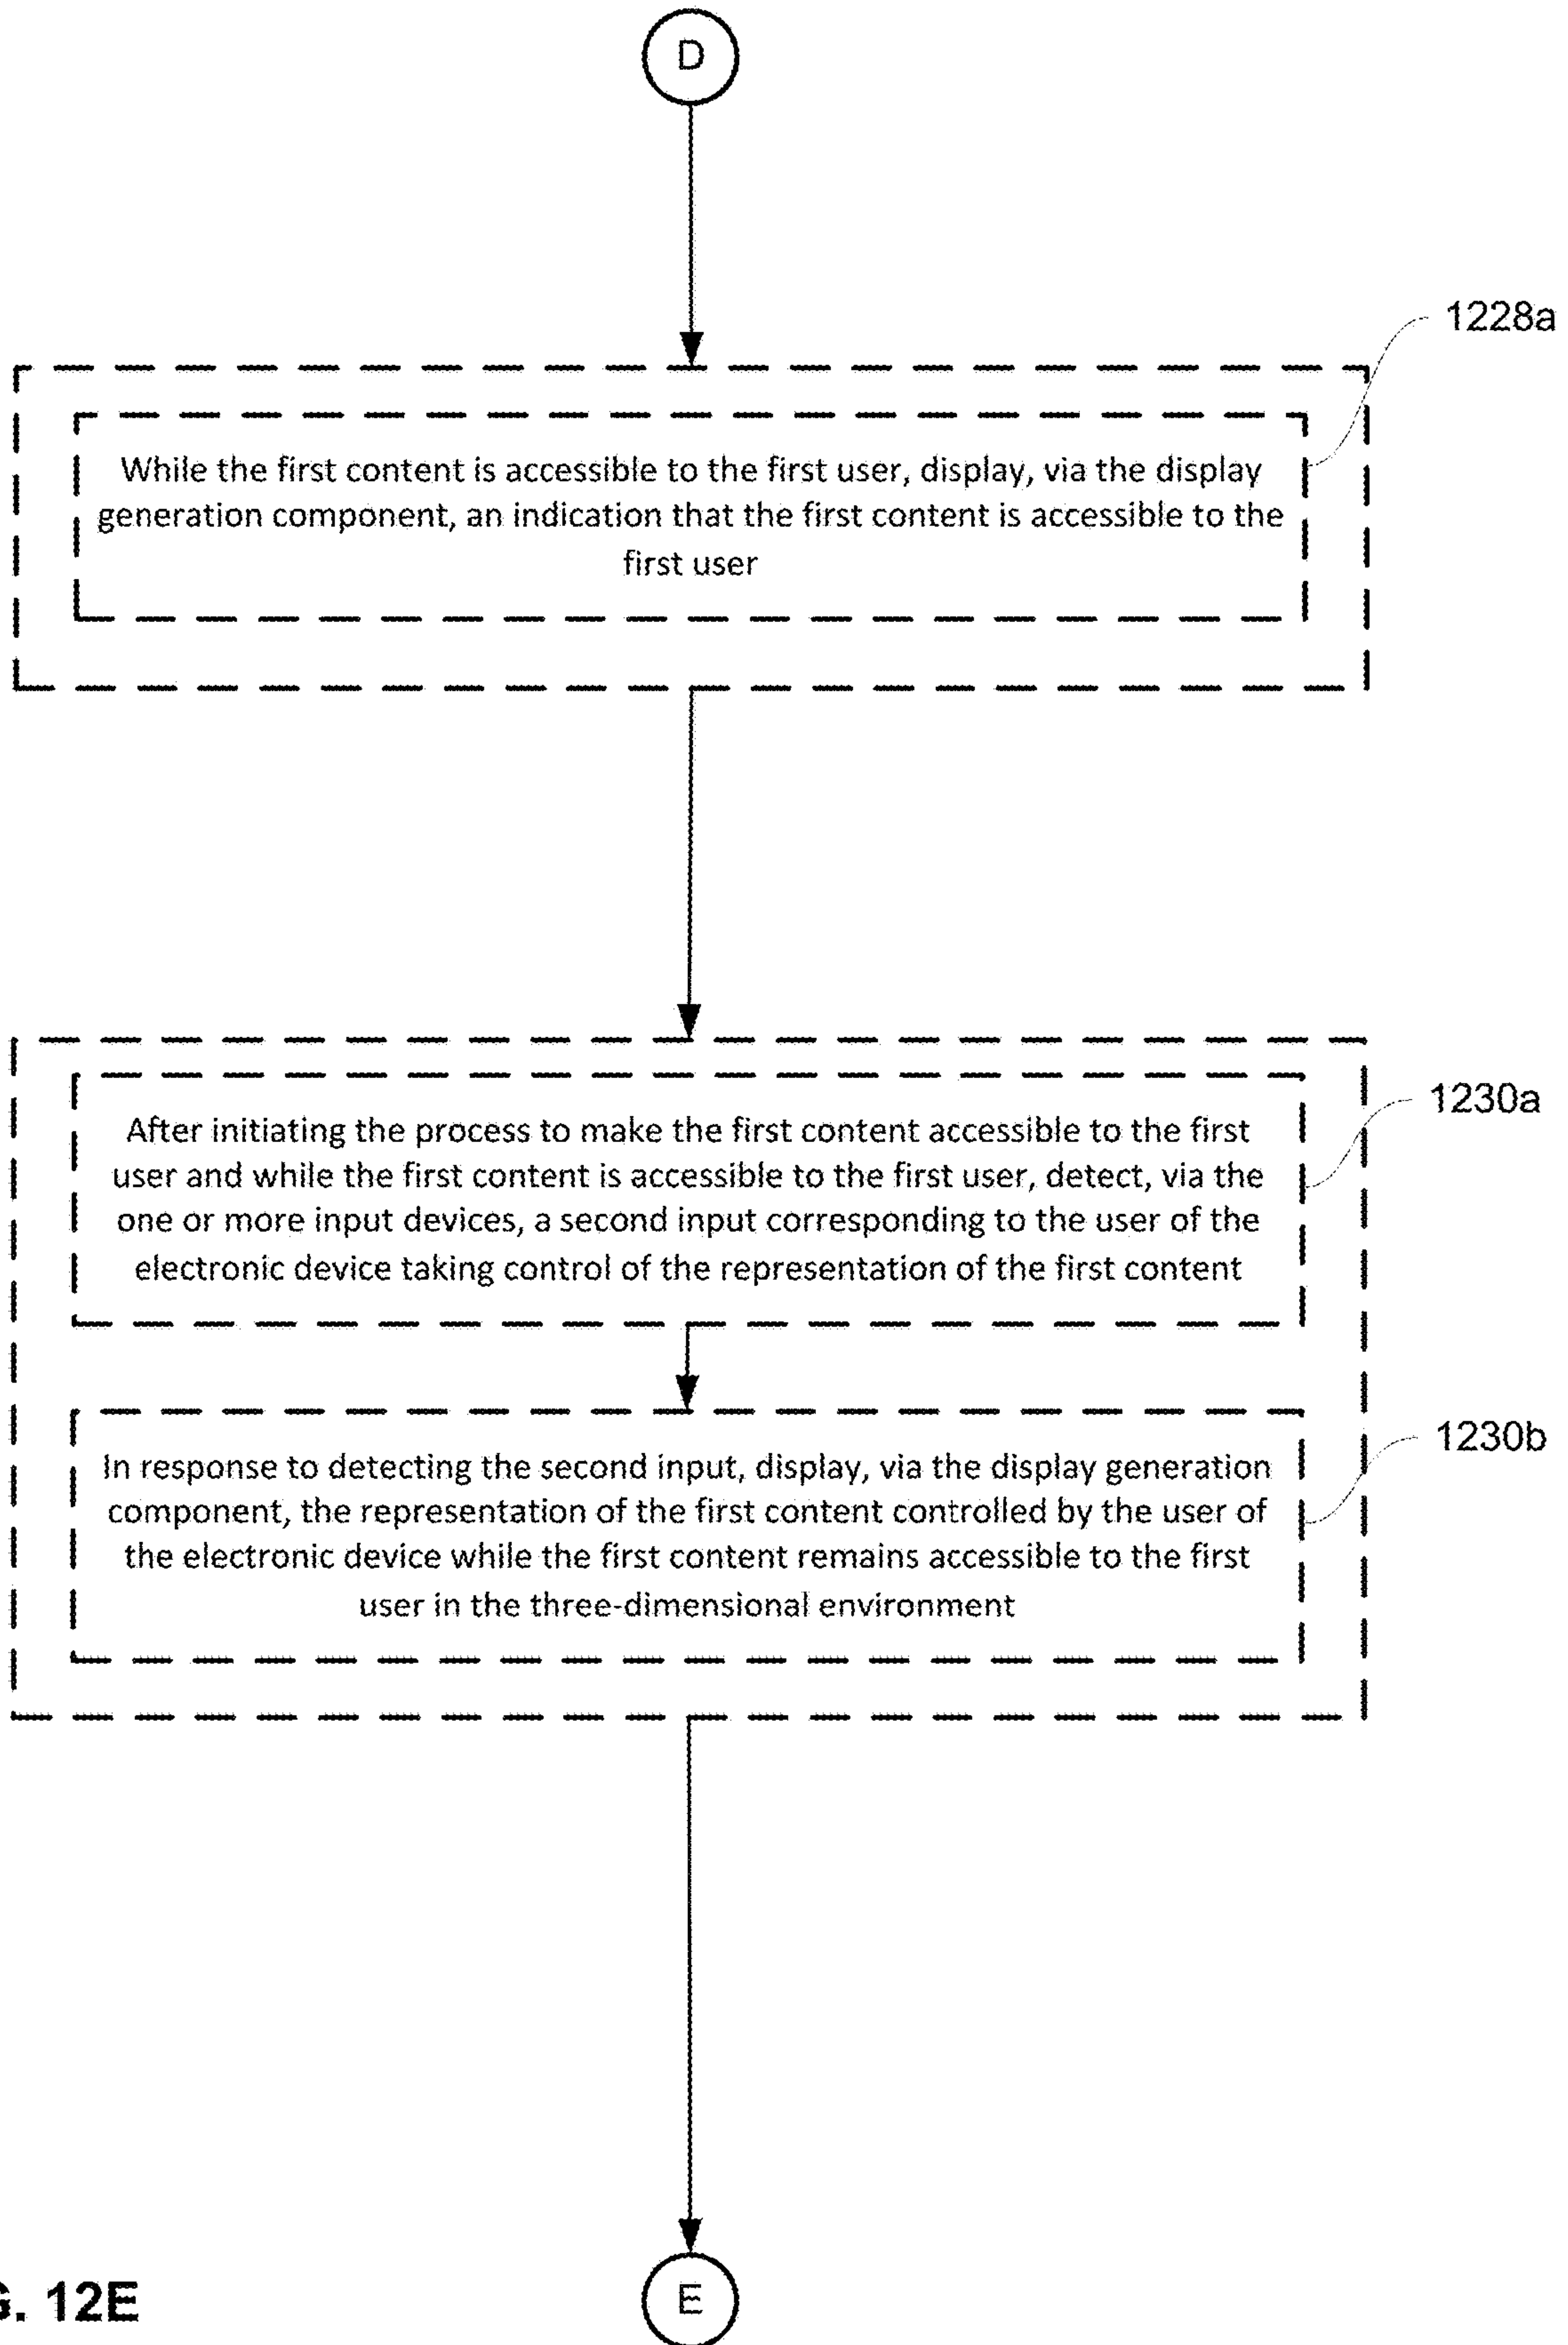 D
1228a
While the first content is accessible to the first user, display, via the display
generation component, an indication that the first content is accessible to the
first user
1230a
After initiating the process to make the first content accessible to the first
user and while the first content is accessible to the first user, detect, via the
one or more input devices, a second input corresponding to the user of the
electronic device taking control of the representation of the first content
1230b
In response to detecting the second input, display, via the display generation
component, the representation of the first content controlled by the user of
the electronic device while the first content remains accessible to the first
user in the three-dimensional environment
G. 12E
E